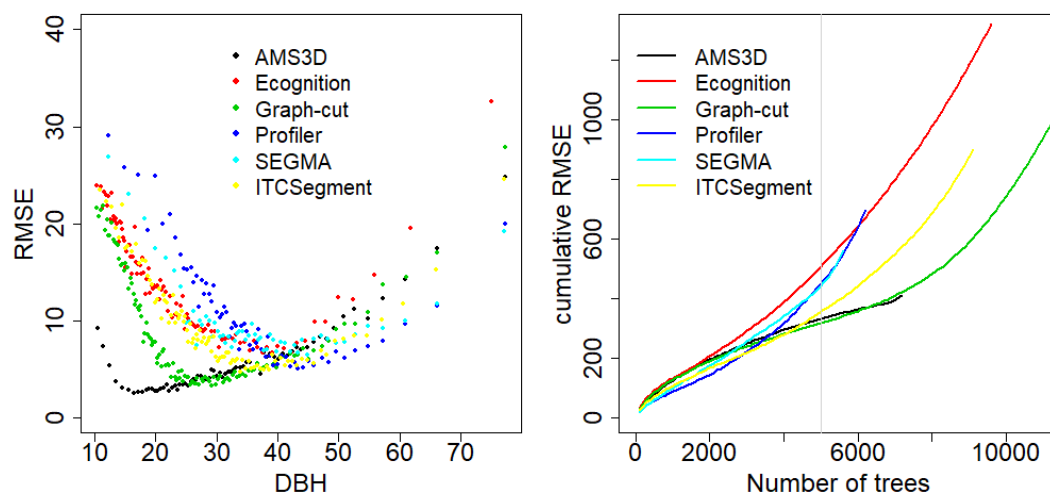 40
30
20
10
0
RMSE
AMS3D
Ecognition
Graph-cut
Profiler
SEGMA
ITCSegment
10 20 30 40 50 60 70
DBH
1000
600
200
0
cumulative RMSE
AMS3D
Ecognition
Graph-cut
Profiler
SEGMA
ITCSegment
0 2000 6000 10000
Number of trees